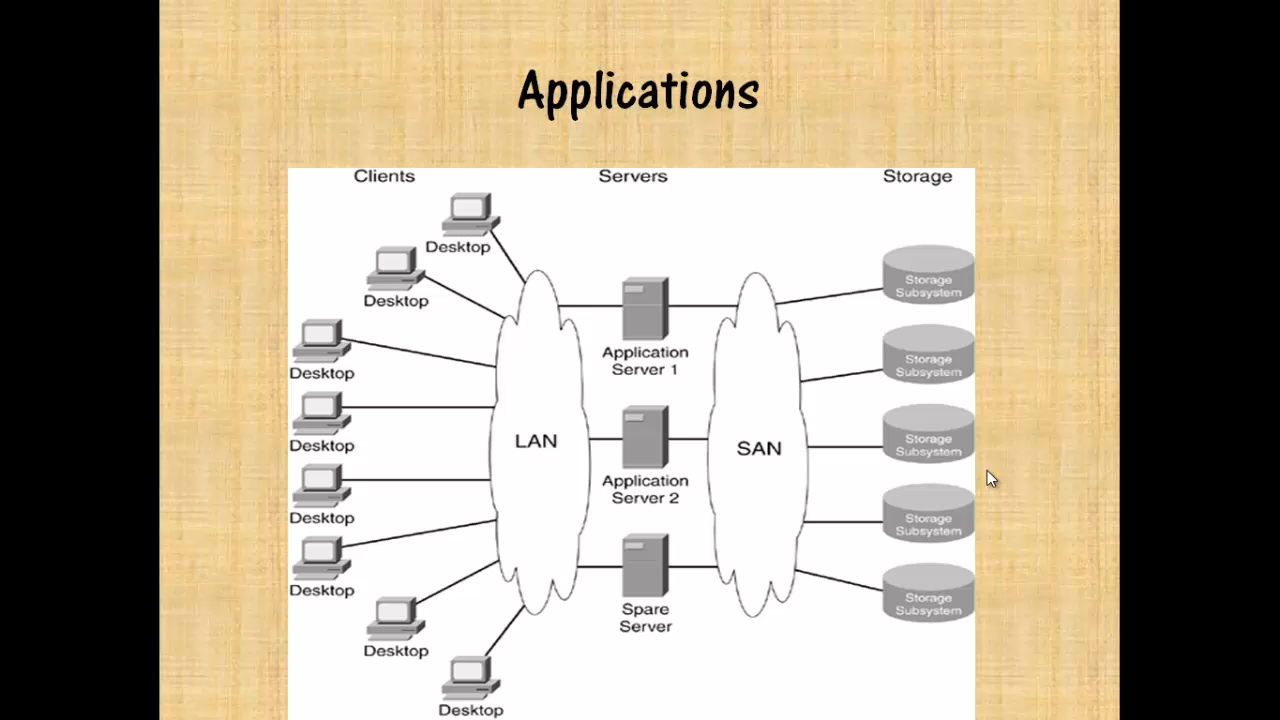 Applications
Clients
Servers
Storage
Desktop
Desktop
Desktop
Desktop
Desktop
Desktop
Desktop
Desktop
LAN
Application
Server 1
Application
Server 2
Spare
Server
SAN
Storage
Subsystem
Storage
Subsystem
Storage
Subsystem
Storage
Subsystem
Storage
Subsystem